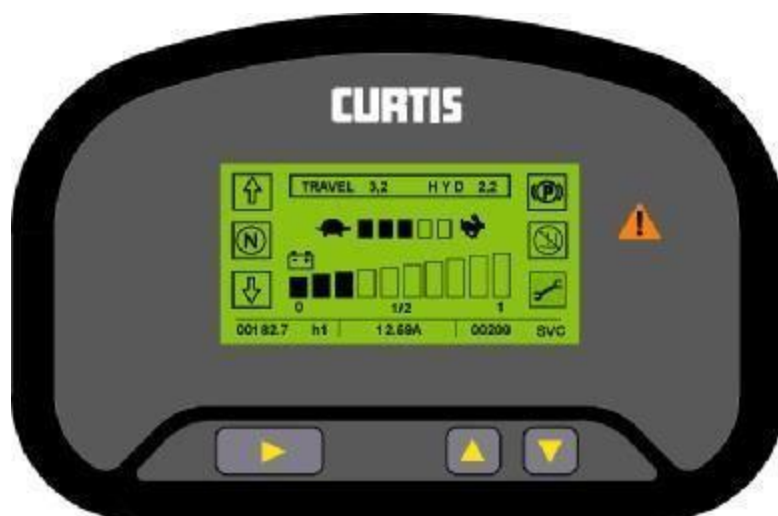 CURTIS
TRAVEL 3,2 HYD 2,2
P
N
0 1/2 1
00182.7 h1 12.59A 00209 SVC